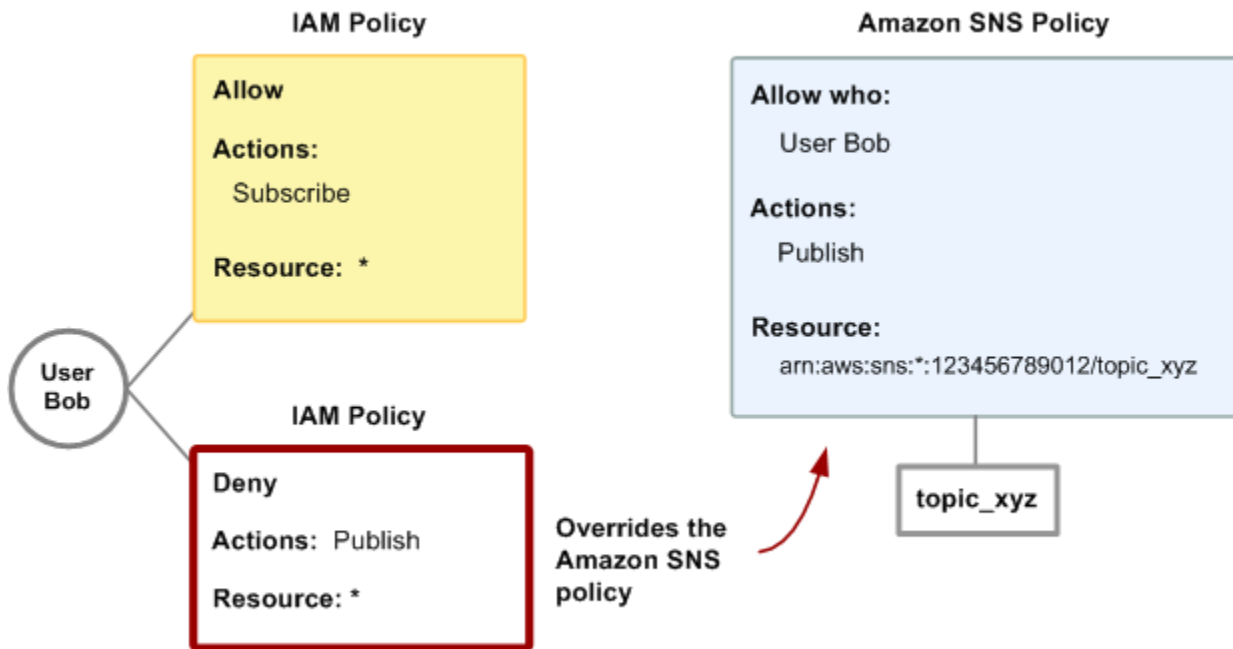 IAM Policy
Allow
Actions:
Subscribe
Resource: *
User
Bob
IAM Policy
Deny
Actions: Publish
Resource: *
Overrides the
Amazon SNS
policy
Amazon SNS Policy
Allow who:
User Bob
Actions:
Publish
Resource:
arn:aws:sns:*:123456789012/topic_xyz
topic_xyz